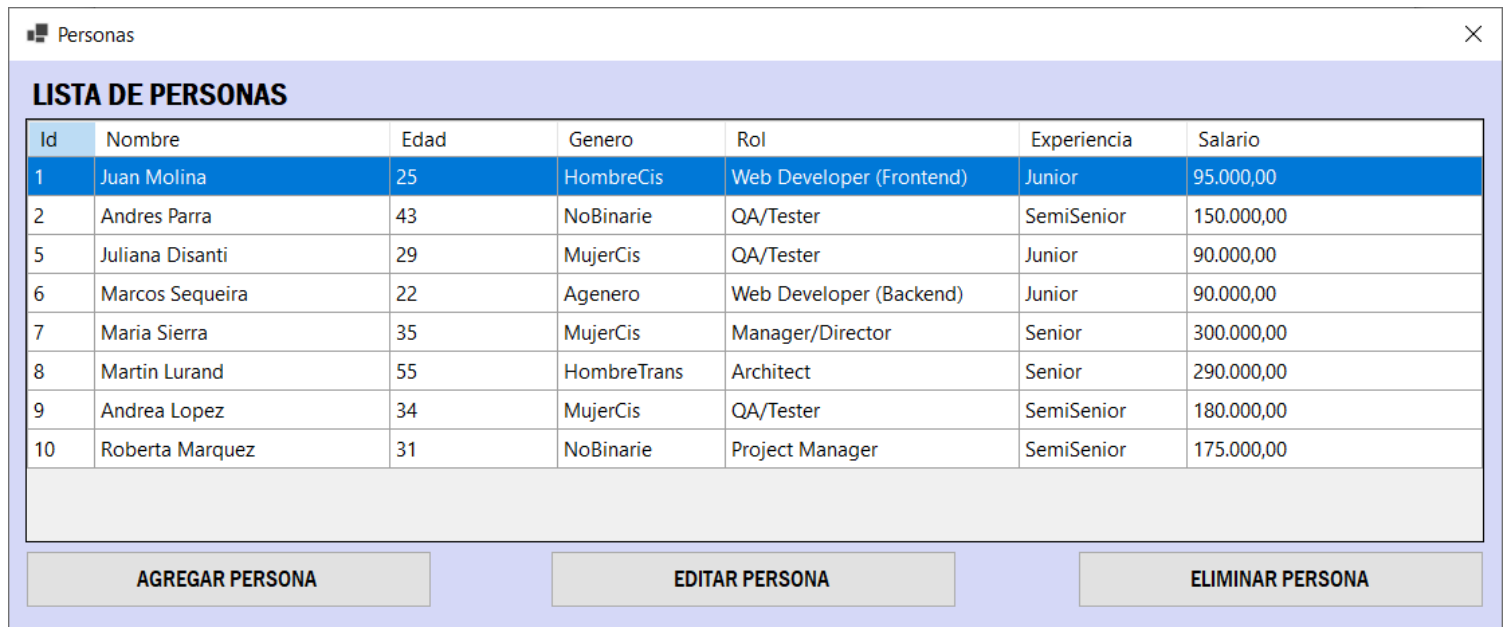 Personas
LISTA DE PERSONAS
Id Nombre Edad Genero Rol Experiencia Salario
1 Juan Molina 25 HombreCis Web Developer (Frontend) Junior 95.000,00
2 Andres Parra 43 NoBinarie QA/Tester SemiSenior 150.000,00
5 Juliana Disanti 29 MujerCis QA/Tester Junior 90.000,00
6 Marcos Sequeira 22 Agenero Web Developer (Backend) Junior 90.000,00
7 Maria Sierra 35 MujerCis Manager/Director Senior 300.000,00
8 Martin Lurand 55 HombreTrans Architect Senior 290.000,00
9 Andrea Lopez 34 MujerCis QA/Tester SemiSenior 180.000,00
10 Roberta Marquez 31 NoBinarie Project Manager SemiSenior 175.000,00
AGREGAR PERSONA EDITAR PERSONA ELIMINAR PERSONA